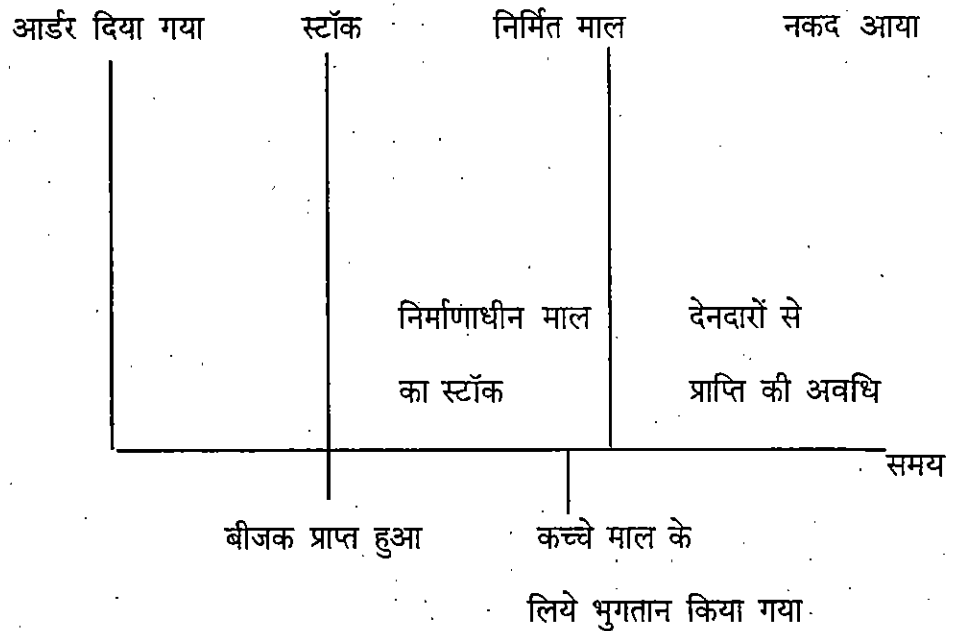 आर्डर दिया गया स्टॉक निर्मित माल नकद आया
निर्माणाधीन माल देनदारों से
का स्टॉक प्राप्ति की अवधि
समय
बीजक प्राप्त हुआ कच्चे माल के
लिये भुगतान किया गया